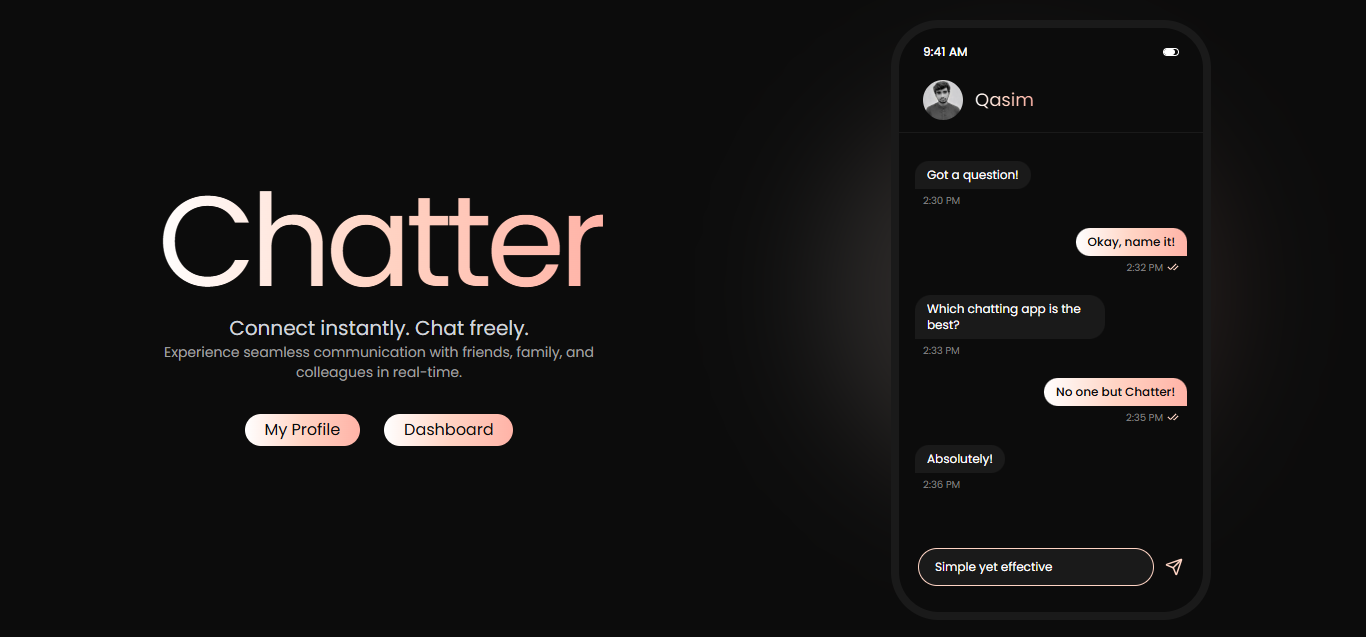 Chatter
Connect instantly. Chat freely.
Experience seamless communication with friends, family, and
colleagues in real-time.
My Profile
Dashboard
9:41 AM
Qasim
Got a question!
2:30 PM
Okay, name it!
2:32 PM
Which chatting app is the
best?
2:33 PM
No one but Chatter!
2:35 PM
Absolutely!
2:36 PM
Simple yet effective